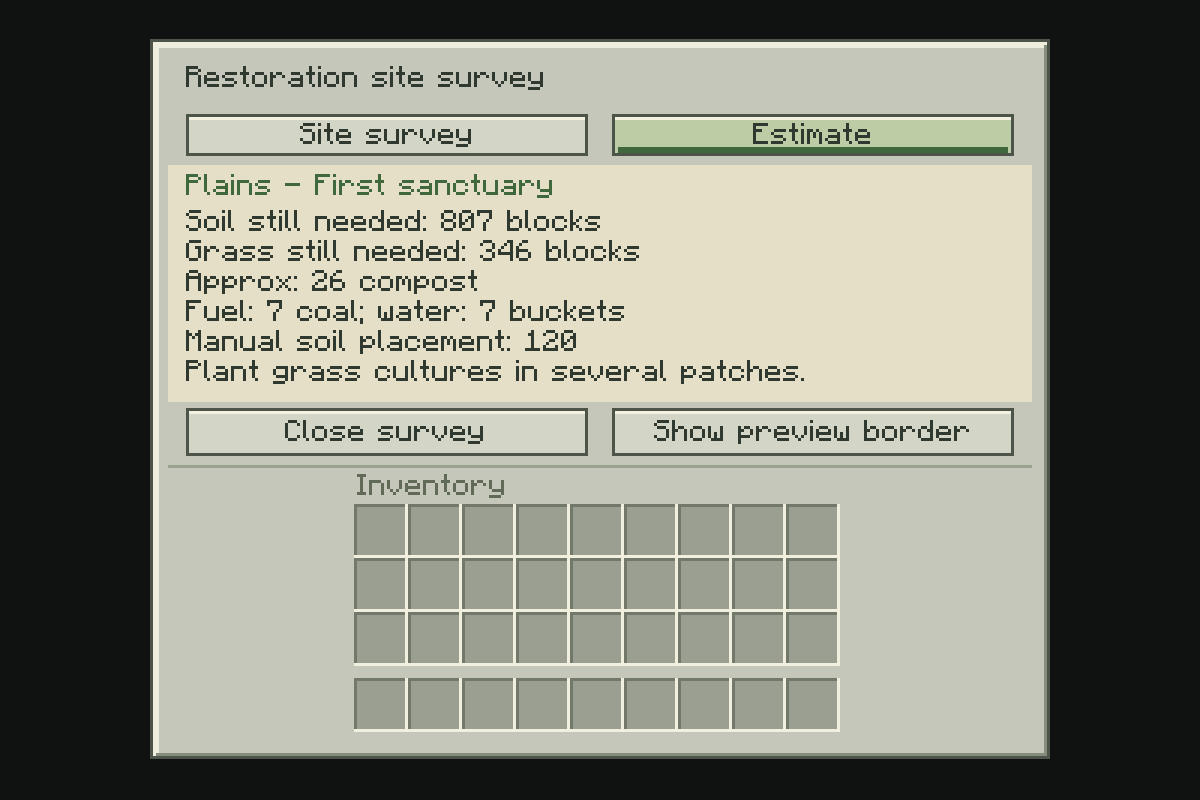 Restoration site survey
Site survey
Estimate
Plains - First sanctuary
Soil still needed: 807 blocks
Grass still needed: 346 blocks
Approx: 26 compost
Fuel: 7 coal; water: 7 buckets
Manual soil placement: 120
Plant grass cultures in several patches.
Close survey
Show preview border
Inventory